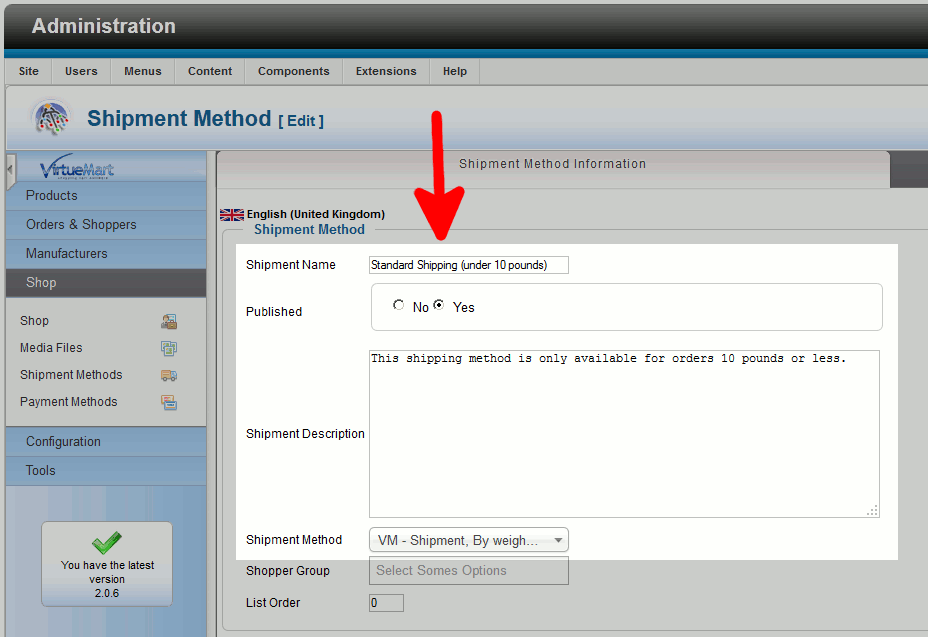 Administration
Site Users Menus Content Components Extensions Help
Shipment Method [ Edit ]
VirtueMart
Products
Orders & Shoppers
Manufacturers
Shop
Shop
Media Files
Shipment Methods
Payment Methods
Configuration
Tools
You have the latest
version
2.0.6
Shipment Method Information
English (United Kingdom)
Shipment Method
Shipment Name Standard Shipping (under 10 pounds)
Published No Yes
This shipping method is only available for orders 10 pounds or less.
Shipment Description
Shipment Method VM - Shipment, By weigh...
Shopper Group Select Somes Options
List Order 0